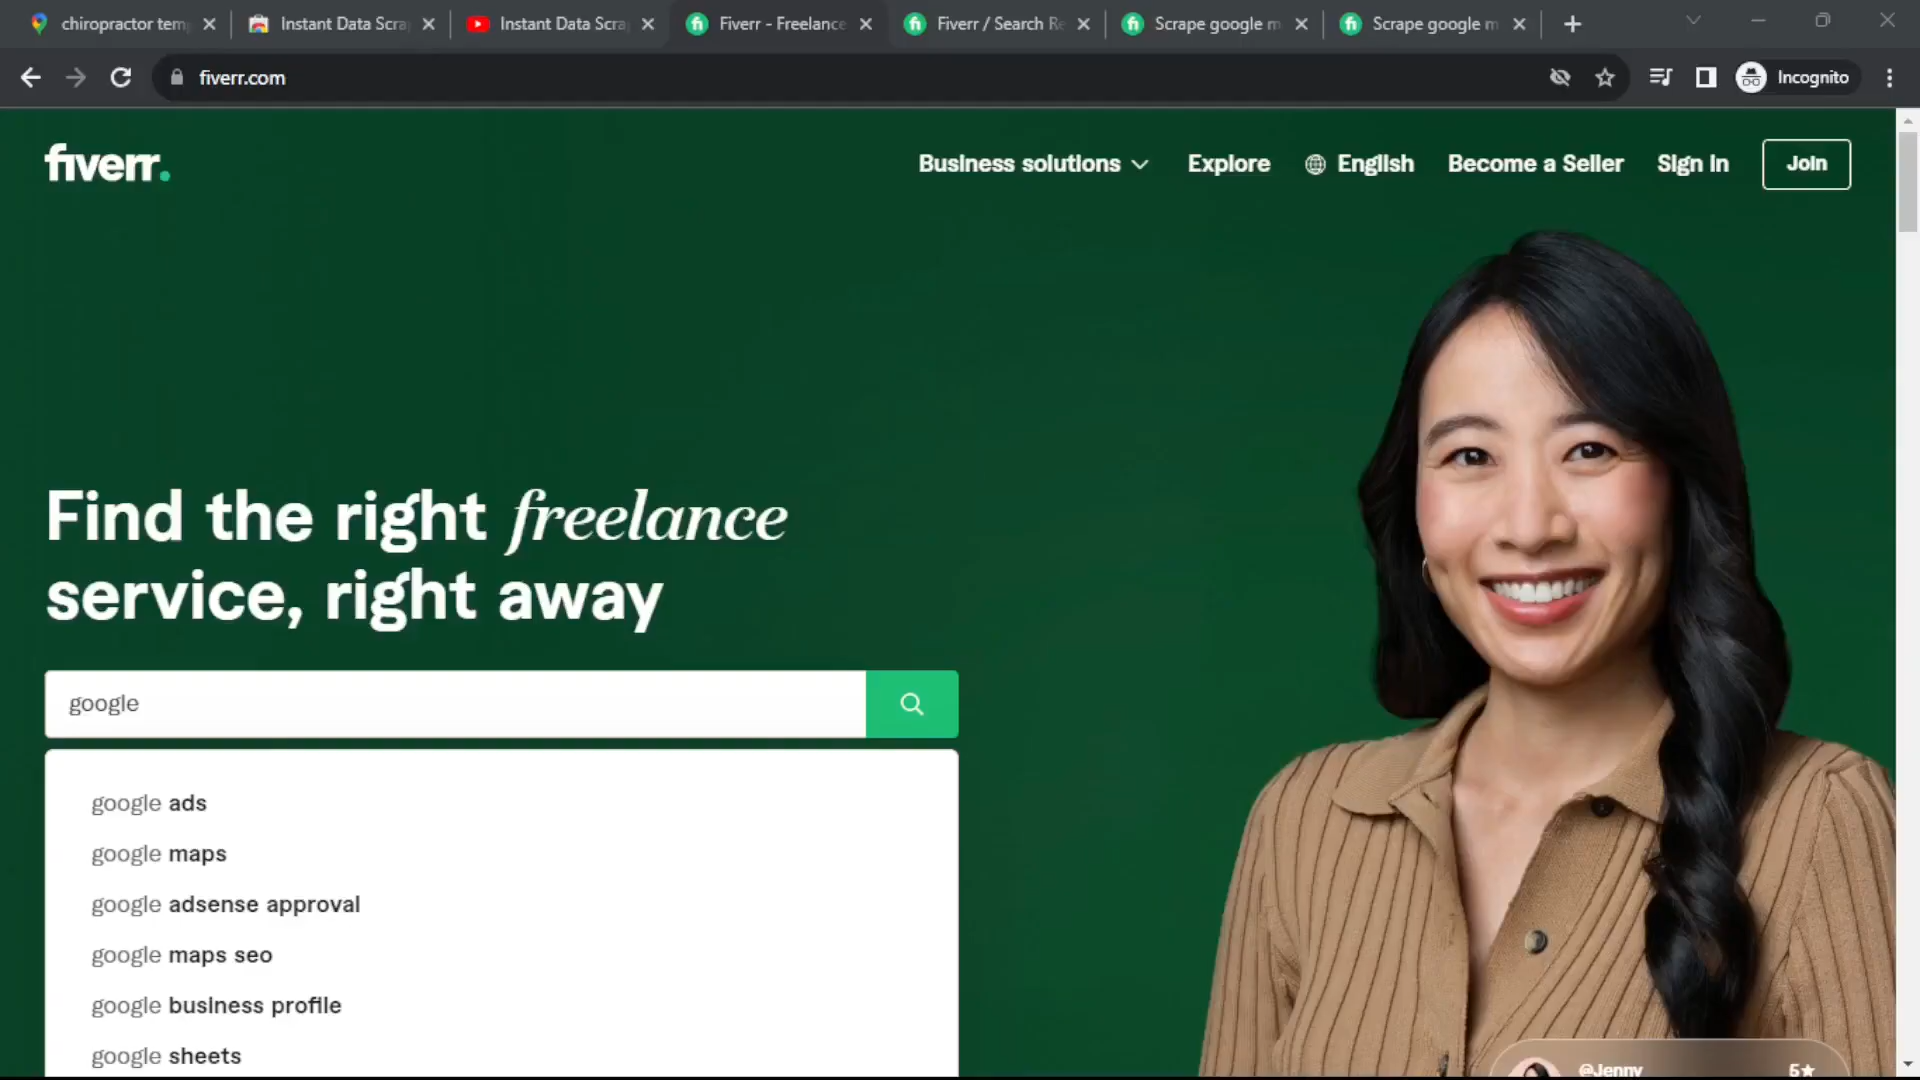 chiropractor tem
Instant Data Scra
Instant Data Scra
Fiverr - Freelance
Fiverr / Search Re
Scrape google m
Scrape google m
fiverr.com
Incognito
fiverr.
Business solutions
Explore
English
Become a Seller
Sign in
Join
Find the right freelance
service, right away
google
google ads
google maps
google adsense approval
google maps seo
google business profile
google sheets
@Jenny
5★